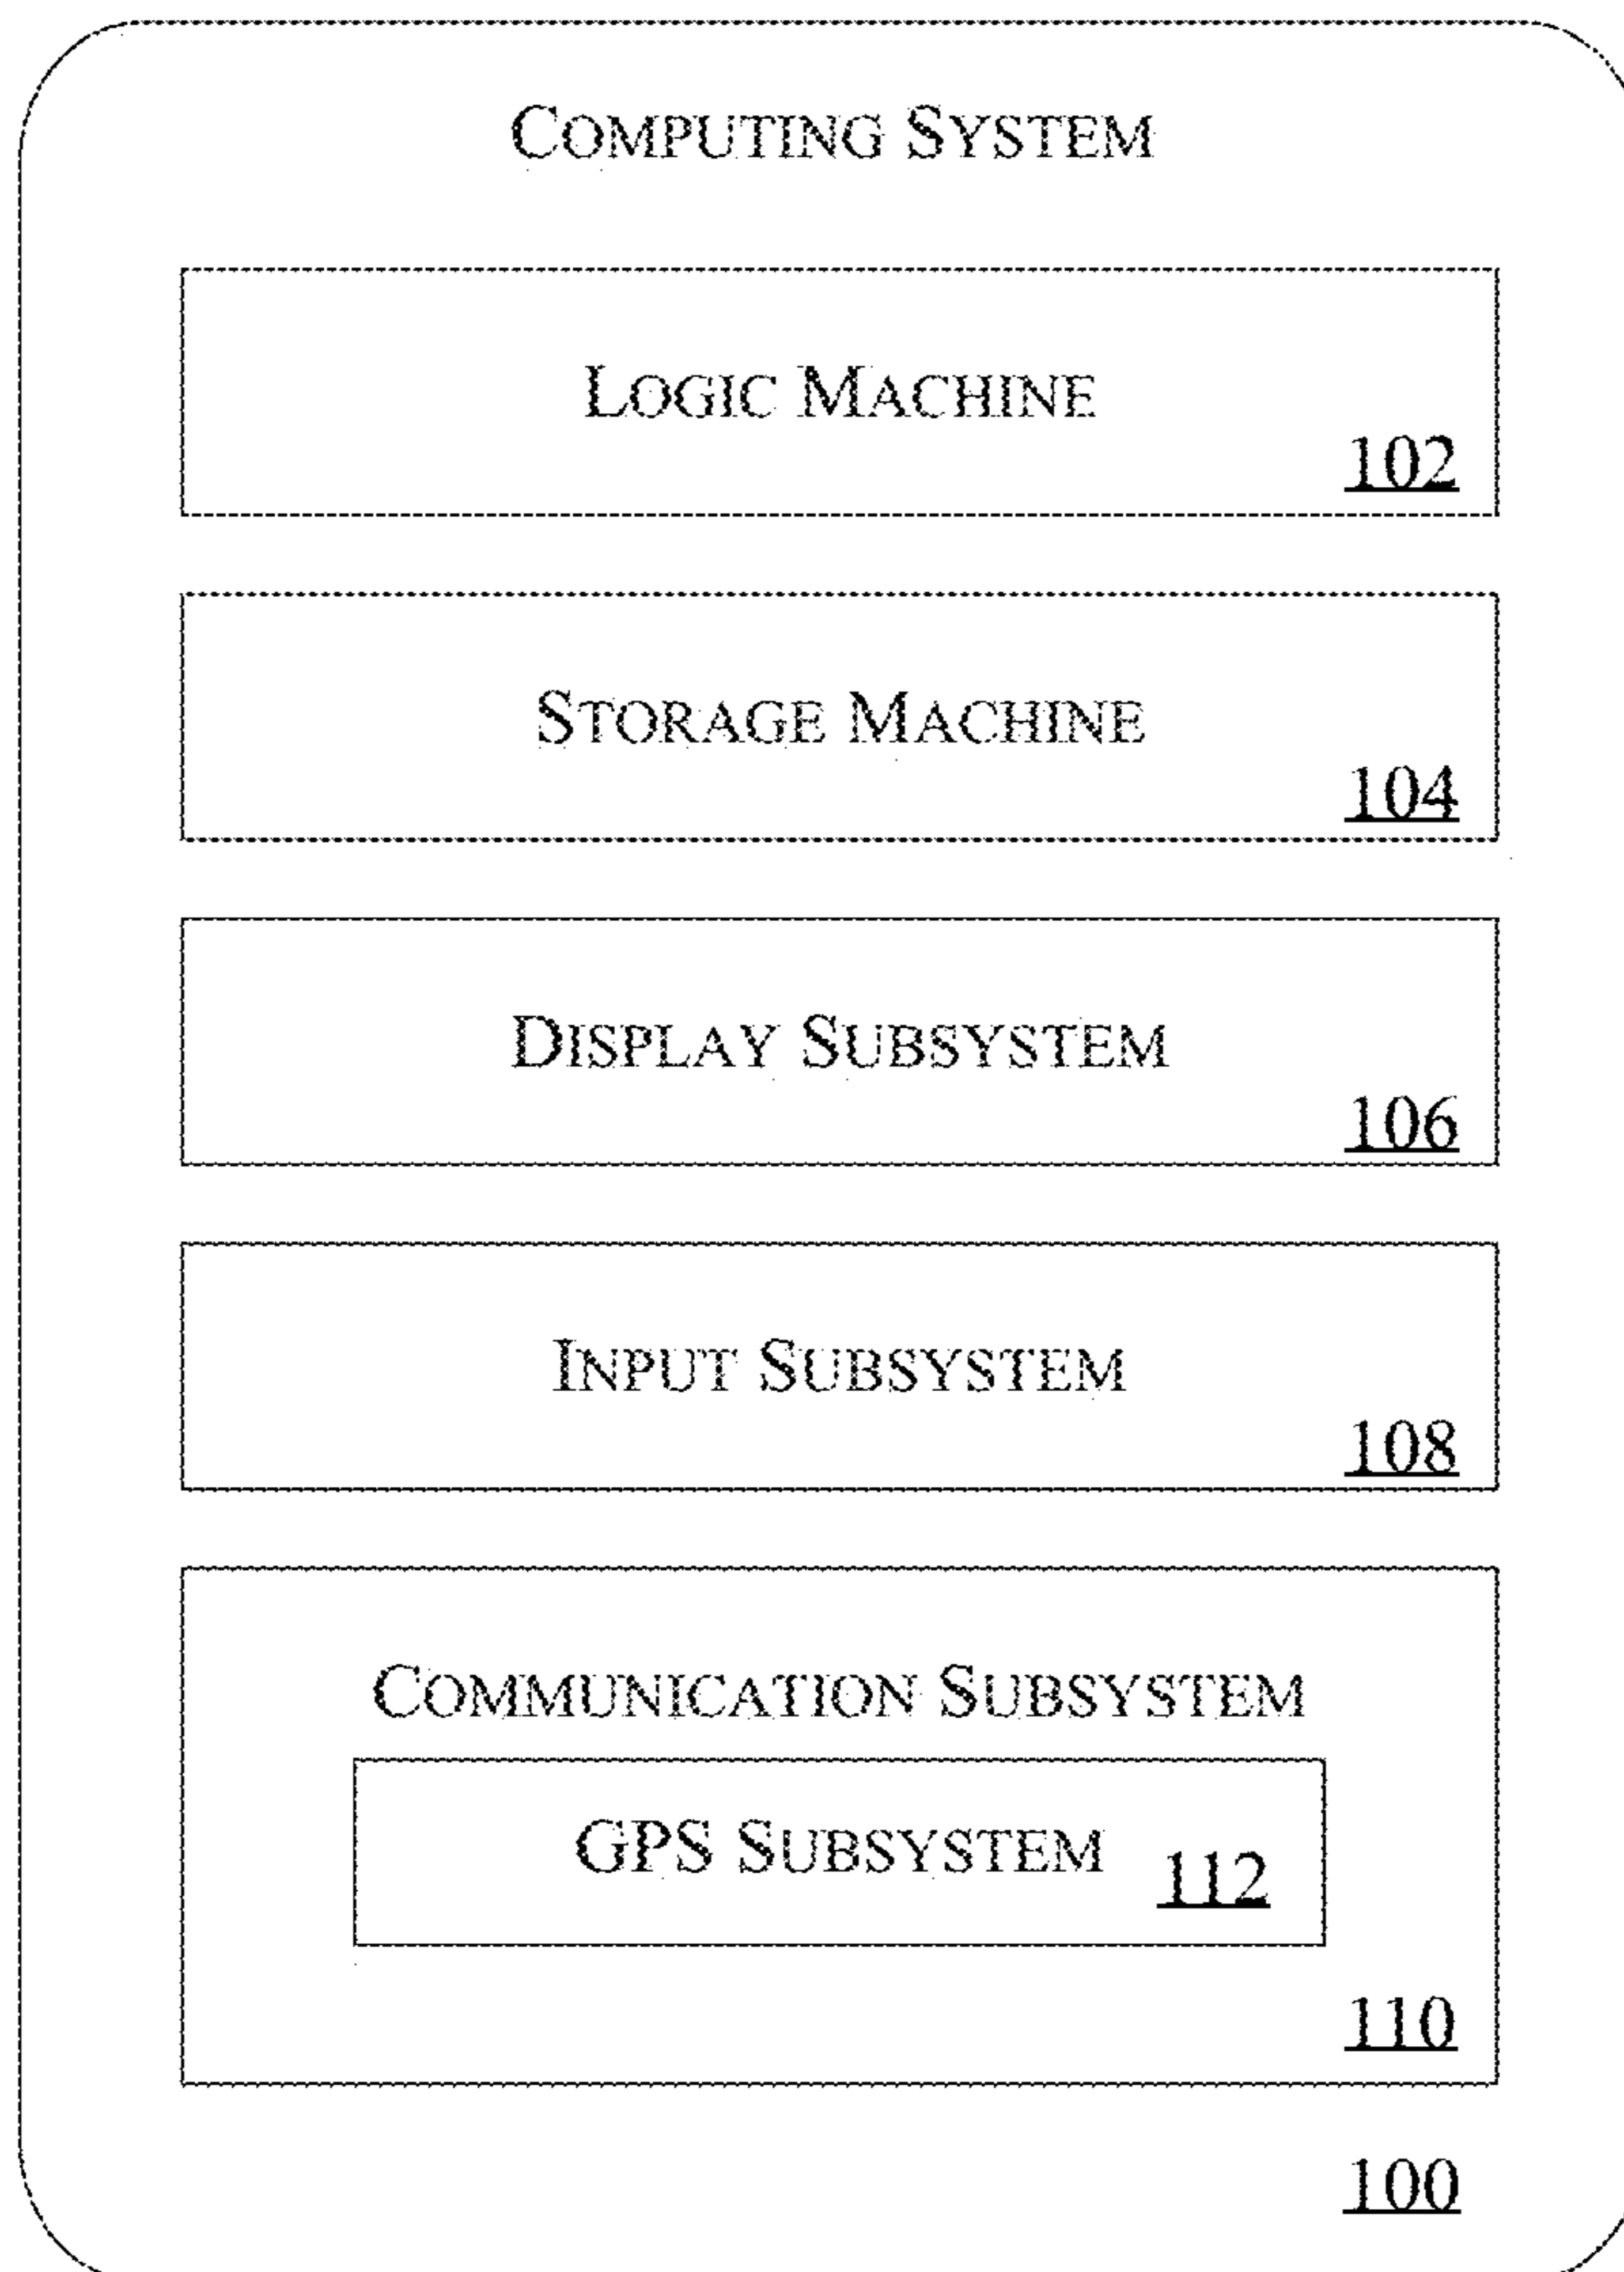 COMPUTING SYSTEM
LOGIC MACHINE
102
STORAGE MACHINE
104
DISPLAY SUBSYSTEM
106
INPUT SUBSYSTEM
108
COMMUNICATION SUBSYSTEM
GPS SUBSYSTEM 112
110
100